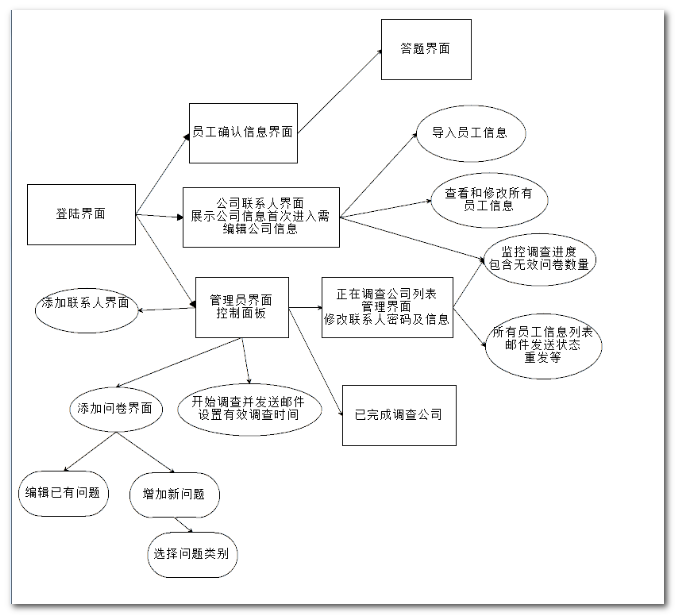 答题界面
员工确认信息界面
导入员工信息
查看和修改所有
员工信息
登陆界面
公司联系人界面
展示公司信息首次进入需
编辑公司信息
监控调查进度
包含无效问卷数量
添加联系人界面
管理员界面
控制面板
正在调查公司列表
管理界面
修改联系人密码及信息
所有员工信息列表
邮件发送状态
重发等
添加问卷界面
开始调查并发送邮件
设置有效调查时间
已完成调查公司
编辑已有问题
增加新问题
选择问题类别